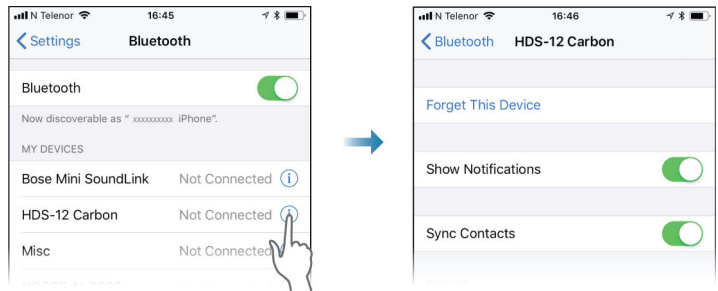 N Telenor 16:45
Settings Bluetooth
Bluetooth
Now discoverable as “ xxxxxxxxxx iPhone”.
MY DEVICES
Bose Mini SoundLink Not Connected i
HDS-12 Carbon Not Connected i
Misc Not Connected
N Telenor 16:46
Bluetooth HDS-12 Carbon
Forget This Device
Show Notifications
Sync Contacts